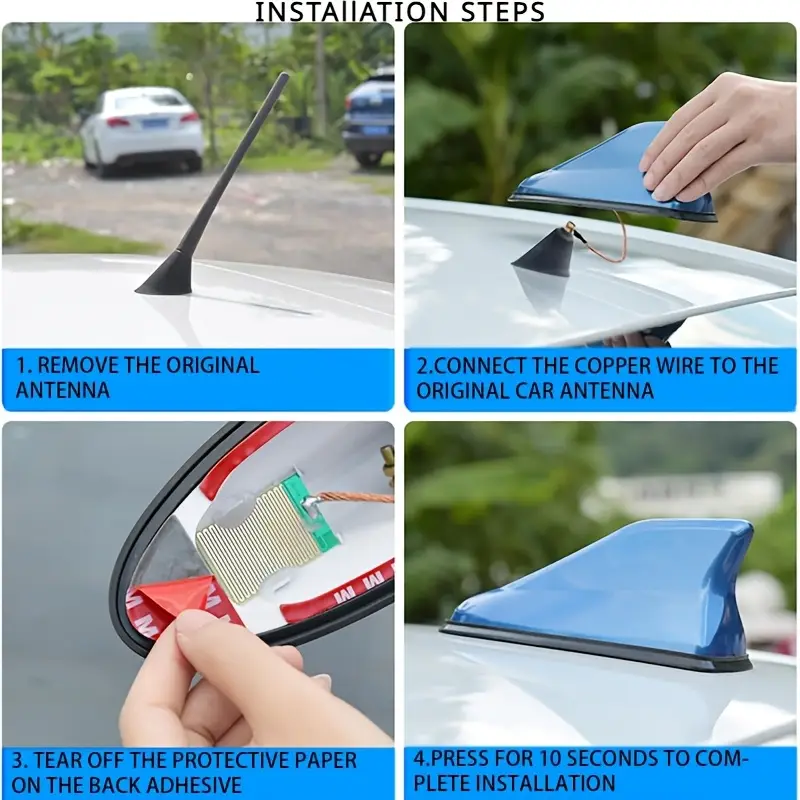 INSTAllATION STEPS
1. REMOVE THE ORIGINAL
ANTENNA
2.CONNECT THE COPPER WIRE TO THE
ORIGINAL CAR ANTENNA
3. TEAR OFF THE PROTECTIVE PAPER
ON THE BACK ADHESIVE
4.PRESS FOR 10 SECONDS TO COM-
PLETE INSTALLATION